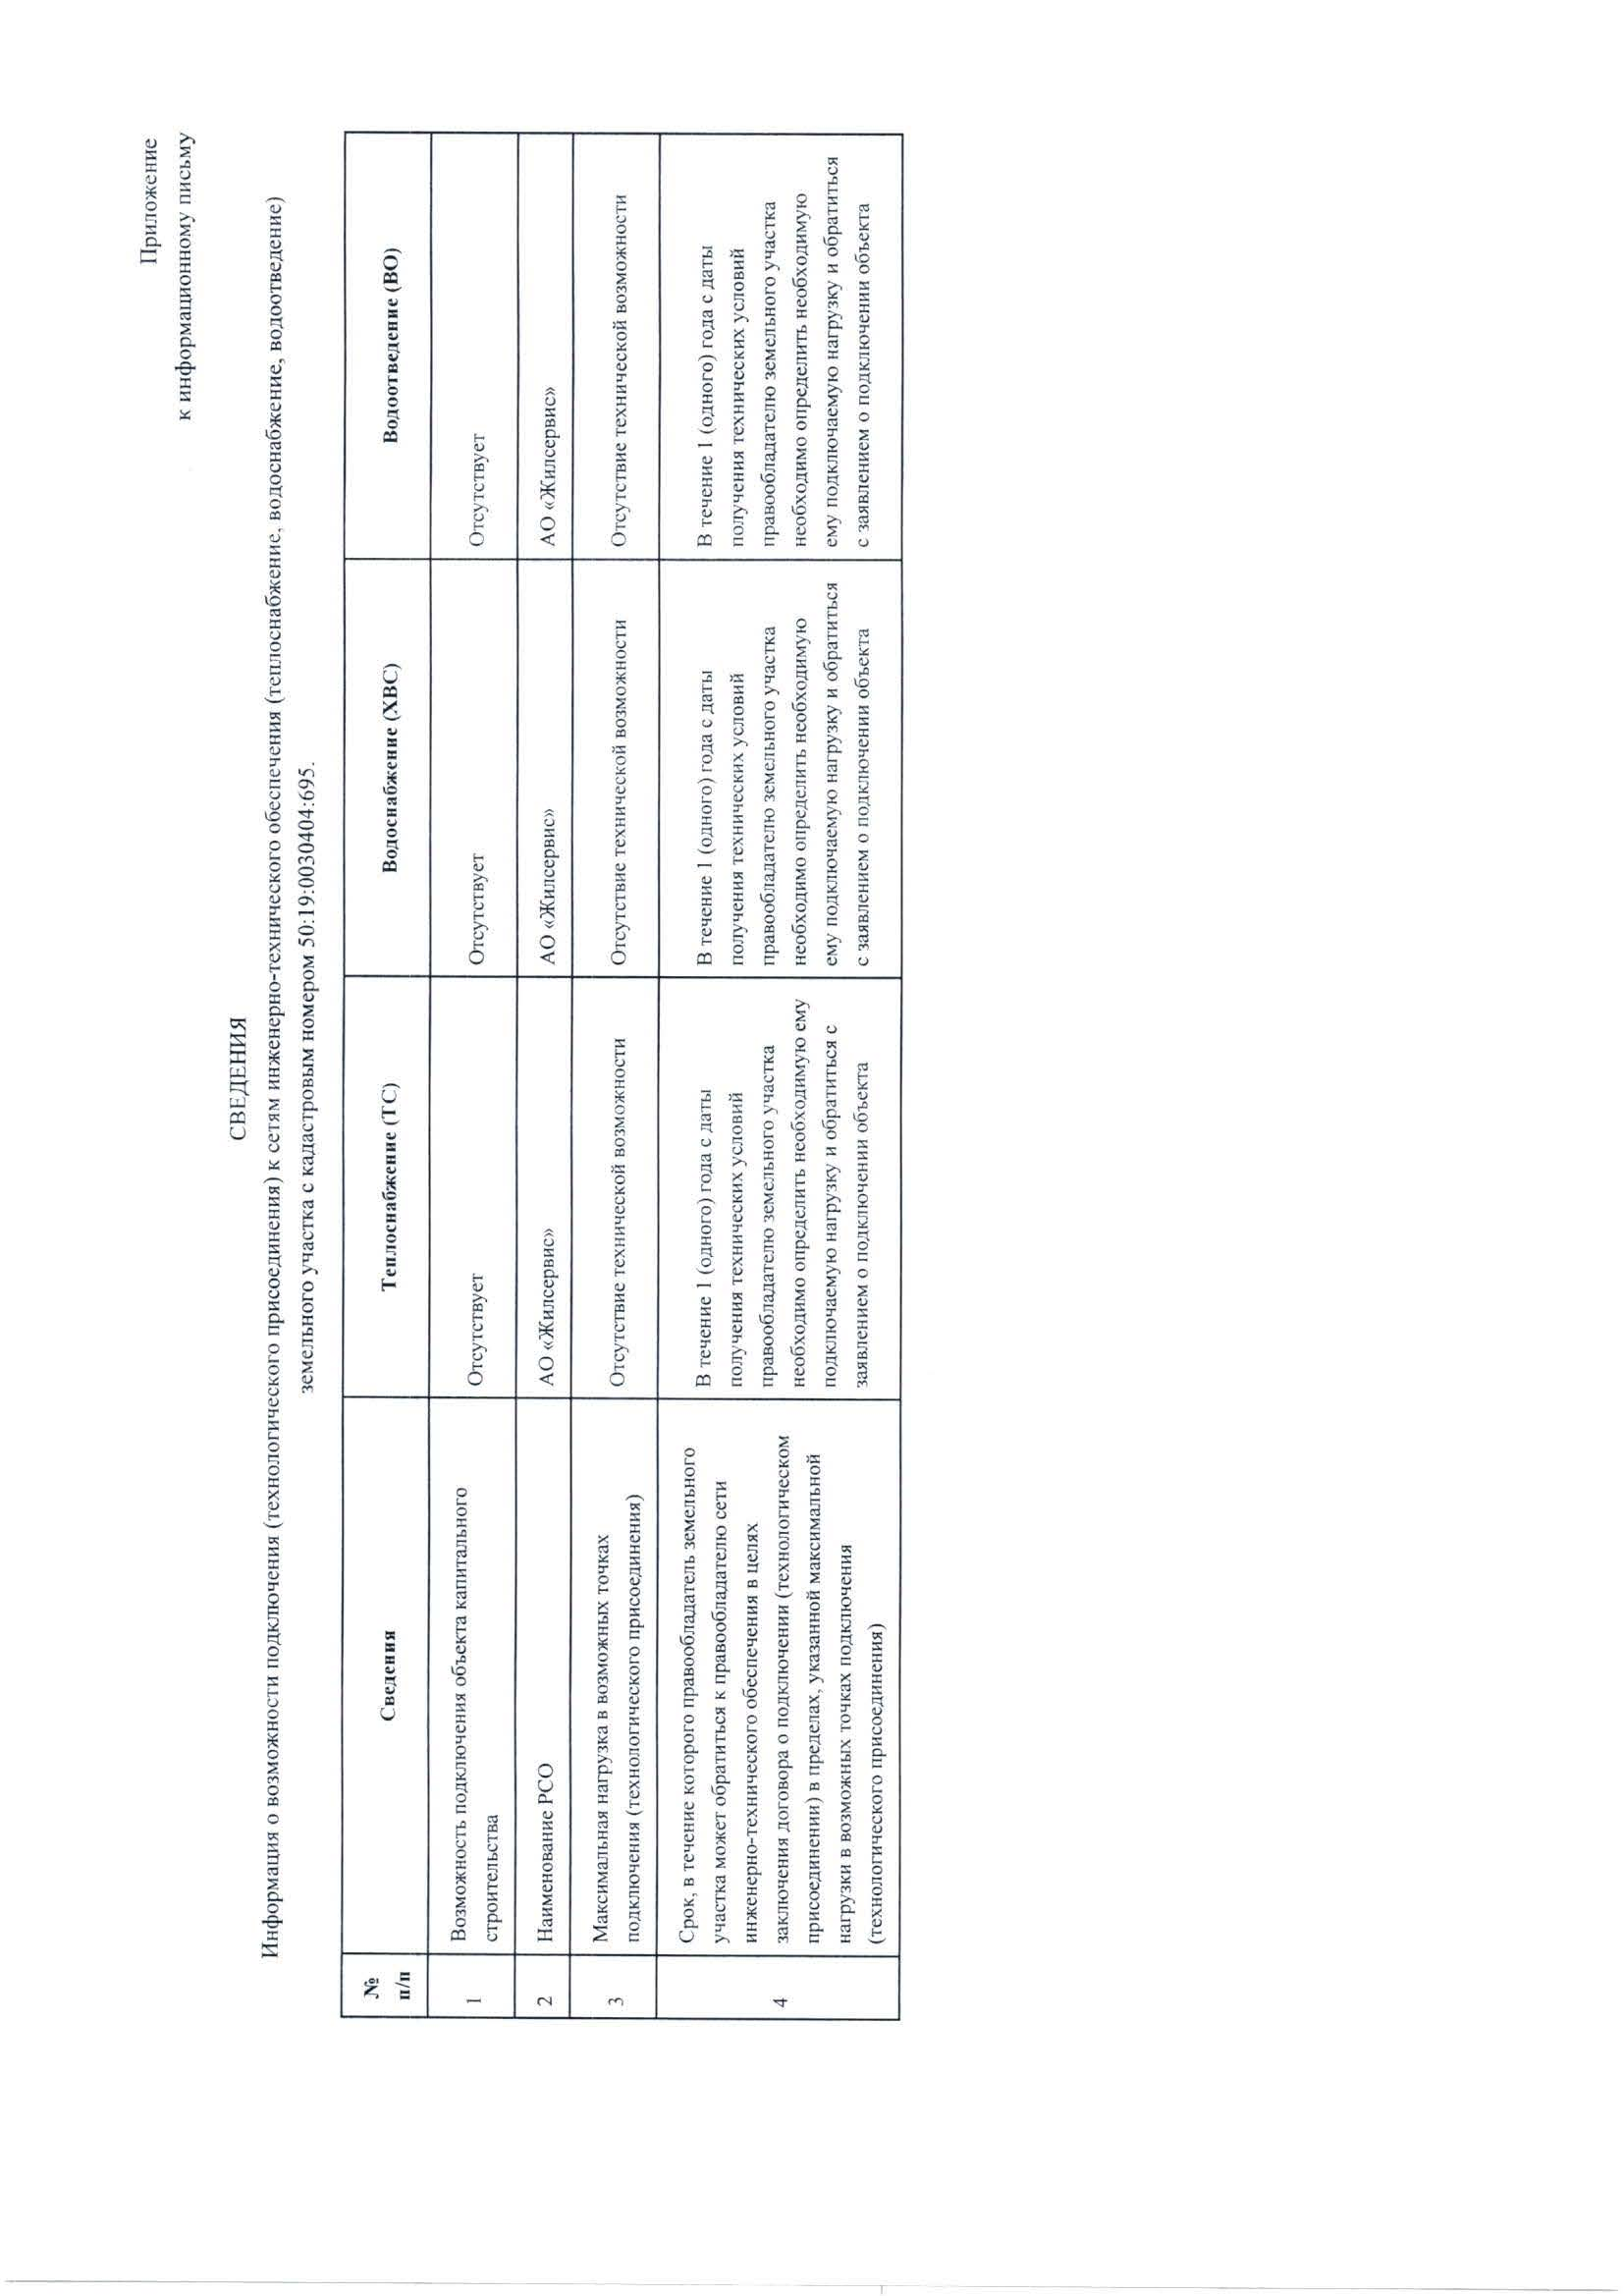 Приложение
к информационному письму
СВЕДЕНИЯ
Информация о возможности подключения (технологического присоединения) к сетям инженерно-технического обеспечения (теплоснабжение, водоснабжение, водоотведение)
земельного участка с кадастровым номером 50:19:0030404:695.
№
п/п
Сведения
Теплоснабжение (ТС)
Водоснабжение (ХВС)
Водоотведение (ВО)
1
Возможность подключения объекта капитального
строительства
Отсутствует
Отсутствует
Отсутствует
2
Наименование РСО
АО «Жилсервис»
АО «Жилсервис»
АО «Жилсервис»
3
Максимальная нагрузка в возможных точках
подключения (технологического присоединения)
Отсутствие технической возможности
Отсутствие технической возможности
Отсутствие технической возможности
4
Срок, в течение которого правообладатель земельного
участка может обратиться к правообладателю сети
инженерно-технического обеспечения в целях
заключения договора о подключении (технологическом
присоединении) в пределах, указанной максимальной
нагрузки в возможных точках подключения
(технологического присоединения)
В течение 1 (одного) года с даты
получения технических условий
правообладателю земельного участка
необходимо определить необходимую ему
подключаемую нагрузку и обратиться с
заявлением о подключении объекта
В течение 1 (одного) года с даты
получения технических условий
правообладателю земельного участка
необходимо определить необходимую
ему подключаемую нагрузку и обратиться
с заявлением о подключении объекта
В течение 1 (одного) года с даты
получения технических условий
правообладателю земельного участка
необходимо определить необходимую
ему подключаемую нагрузку и обратиться
с заявлением о подключении объекта